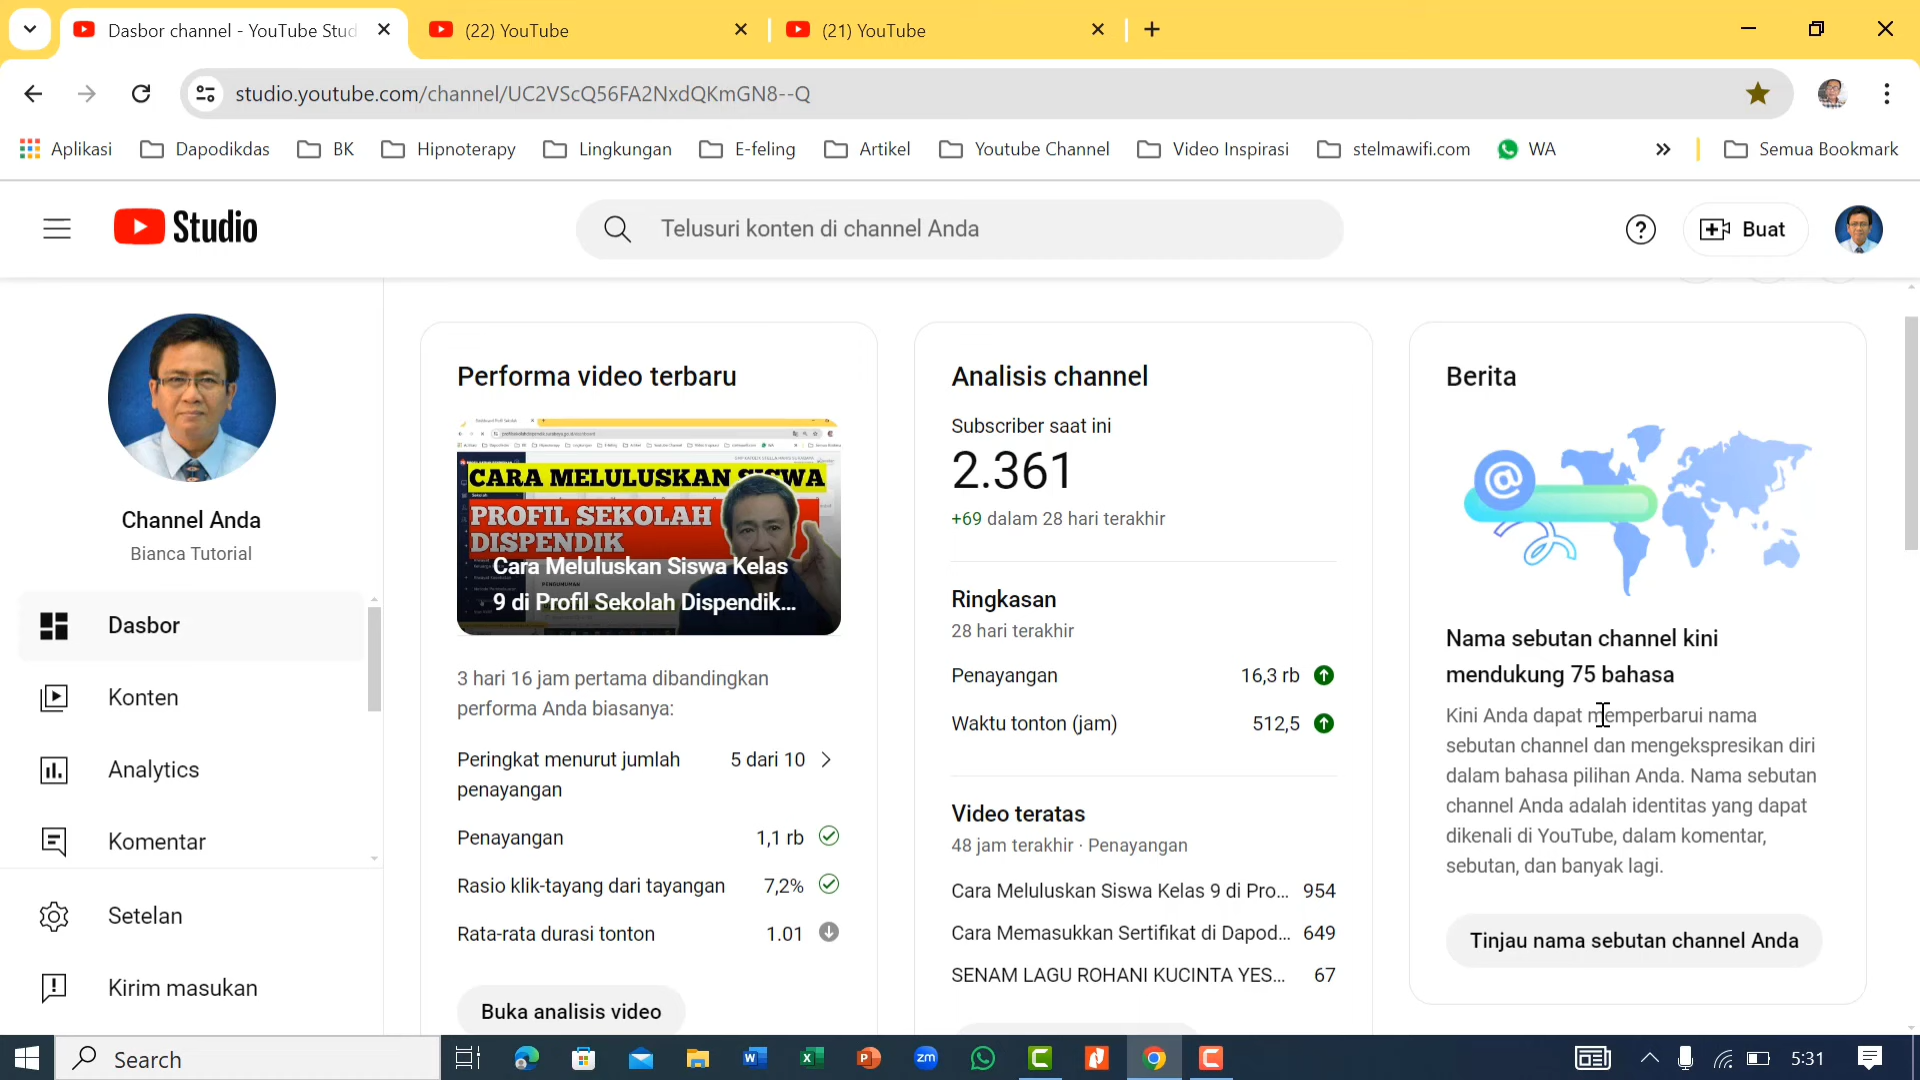 Dasbor channel - YouTube Stud
(22) YouTube
(21) YouTube
studio.youtube.com/channel/UC2VScQ56FA2NxdQKmGN8--Q
Aplikasi
Dapodikdas
BK
Hipnoterapy
Lingkungan
E-feling
Artikel
Youtube Channel
Video Inspirasi
stelmawifi.com
WA
Semua Bookmark
Studio
Telusuri konten di channel Anda
Buat
Channel Anda
Bianca Tutorial
Dasbor
Konten
Analytics
Komentar
Setelan
Kirim masukan
Performa video terbaru
CARA MELULUSKAN SISWA
PROFIL SEKOLAH
DISPENDIK
Cara Meluluskan Siswa Kelas
9 di Profil Sekolah Dispendik...
3 hari 16 jam pertama dibandingkan
performa Anda biasanya:
Peringkat menurut jumlah
penayangan
5 dari 10
Penayangan 1,1 rb
Rasio klik-tayang dari tayangan 7,2%
Rata-rata durasi tonton 1.01
Buka analisis video
Analisis channel
Subscriber saat ini
2.361
+69 dalam 28 hari terakhir
Ringkasan
28 hari terakhir
Penayangan 16,3 rb
Waktu tonton (jam) 512,5
Video teratas
48 jam terakhir · Penayangan
Cara Meluluskan Siswa Kelas 9 di Pro... 954
Cara Memasukkan Sertifikat di Dapod... 649
SENAM LAGU ROHANI KUCINTA YES... 67
Berita
@
Nama sebutan channel kini
mendukung 75 bahasa
Kini Anda dapat memperbarui nama
sebutan channel dan mengekspresikan diri
dalam bahasa pilihan Anda. Nama sebutan
channel Anda adalah identitas yang dapat
dikenali di YouTube, dalam komentar,
sebutan, dan banyak lagi.
Tinjau nama sebutan channel Anda
Search
zm
5:31